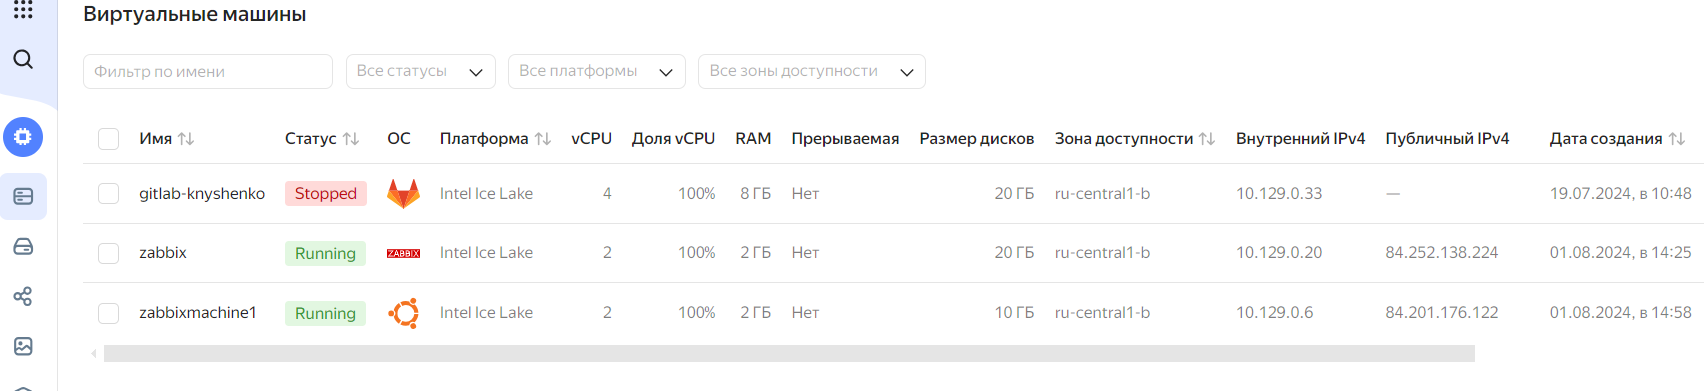 Виртуальные машины
Фильтр по имени Все статусы Все платформы Все зоны доступности
Имя Статус ОС Платформа vCPU Доля vCPU RAM Прерываемая Размер дисков Зона доступности Внутренний IPv4 Публичный IPv4 Дата создания
gitlab-knyshenko Stopped Intel Ice Lake 4 100% 8 ГБ Нет 20 ГБ ru-central1-b 10.129.0.33 — 19.07.2024, в 10:48
zabbix Running ZABBIX Intel Ice Lake 2 100% 2 ГБ Нет 20 ГБ ru-central1-b 10.129.0.20 84.252.138.224 01.08.2024, в 14:25
zabbixmachine1 Running Intel Ice Lake 2 100% 2 ГБ Нет 10 ГБ ru-central1-b 10.129.0.6 84.201.176.122 01.08.2024, в 14:58